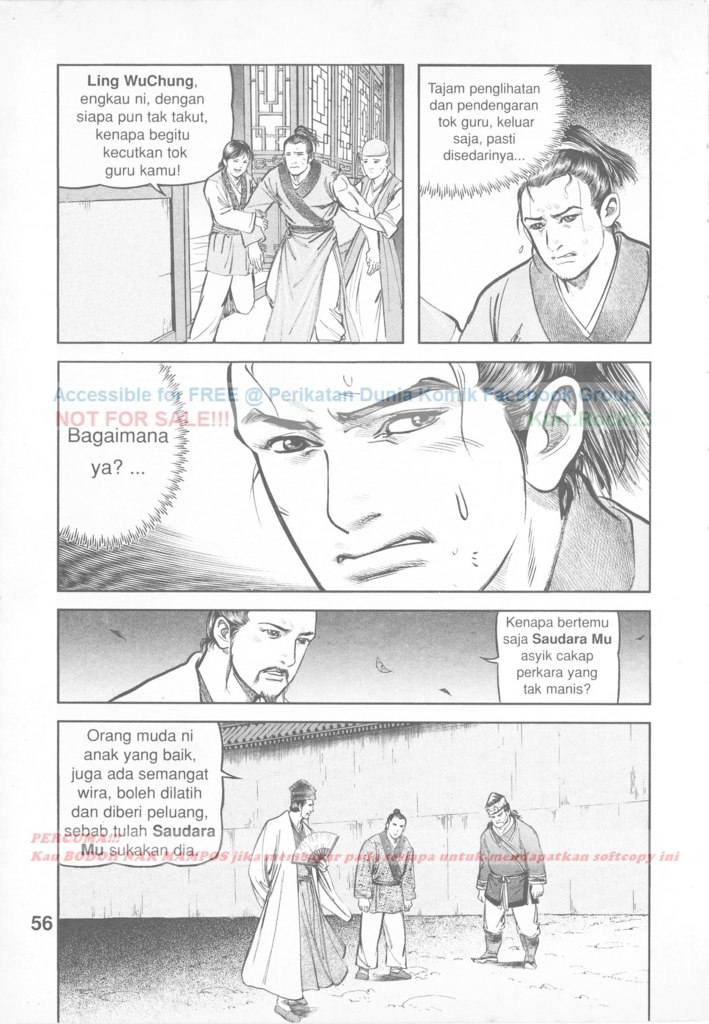 Ling WuChung,
engkau ni, dengan
siapa pun tak takut,
kenapa begitu
kecutkan tok
guru kamu!
Tajam penglihatan
dan pendengaran
tok guru, keluar
saja, pasti
disedarinya...
Accessible for FREE @ Perikatan Dunia Komik Facebook Group
NOT FOR SALE!!!
Bagaimana
ya? ...
Kenapa bertemu
saja Saudara Mu
asyik cakap
perkara yang
tak manis?
Orang muda ni
anak yang baik,
juga ada semangat
wira, boleh dilatih
dan diberi peluang,
sebab tulah Saudara
Mu sukakan dia.
PERCUMA!!!
Kau BODOH NAK MAMPOS jika membayar pada sesiapa untuk mendapatkan softcopy ini
56